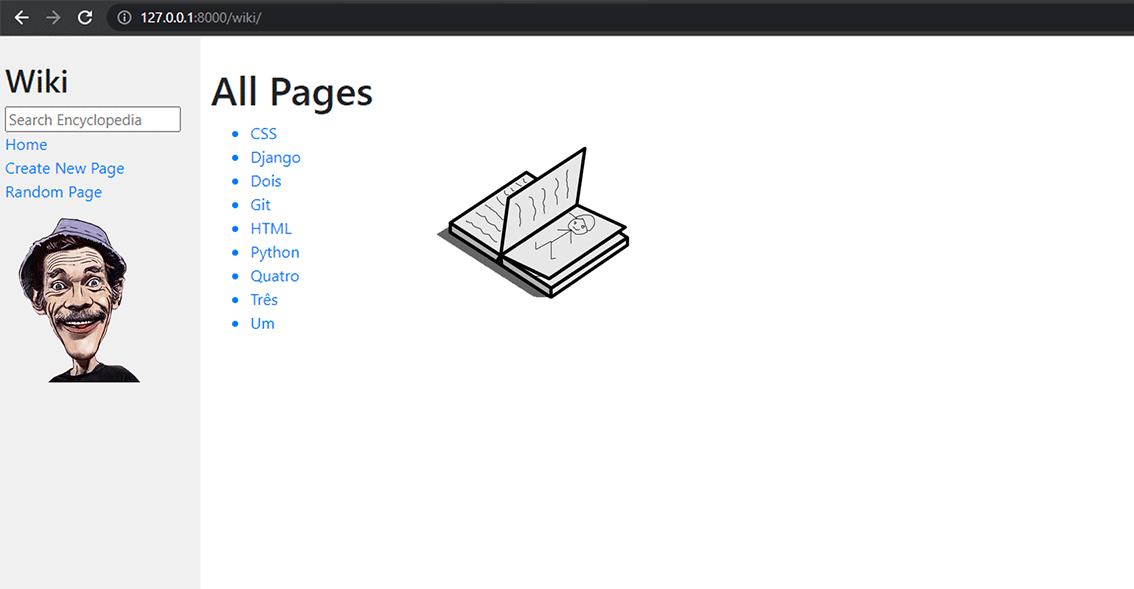 127.0.0.1:8000/wiki/
Wiki
Search Encyclopedia
Home
Create New Page
Random Page
All Pages
CSS
Django
Dois
Git
HTML
Python
Quatro
Três
Um